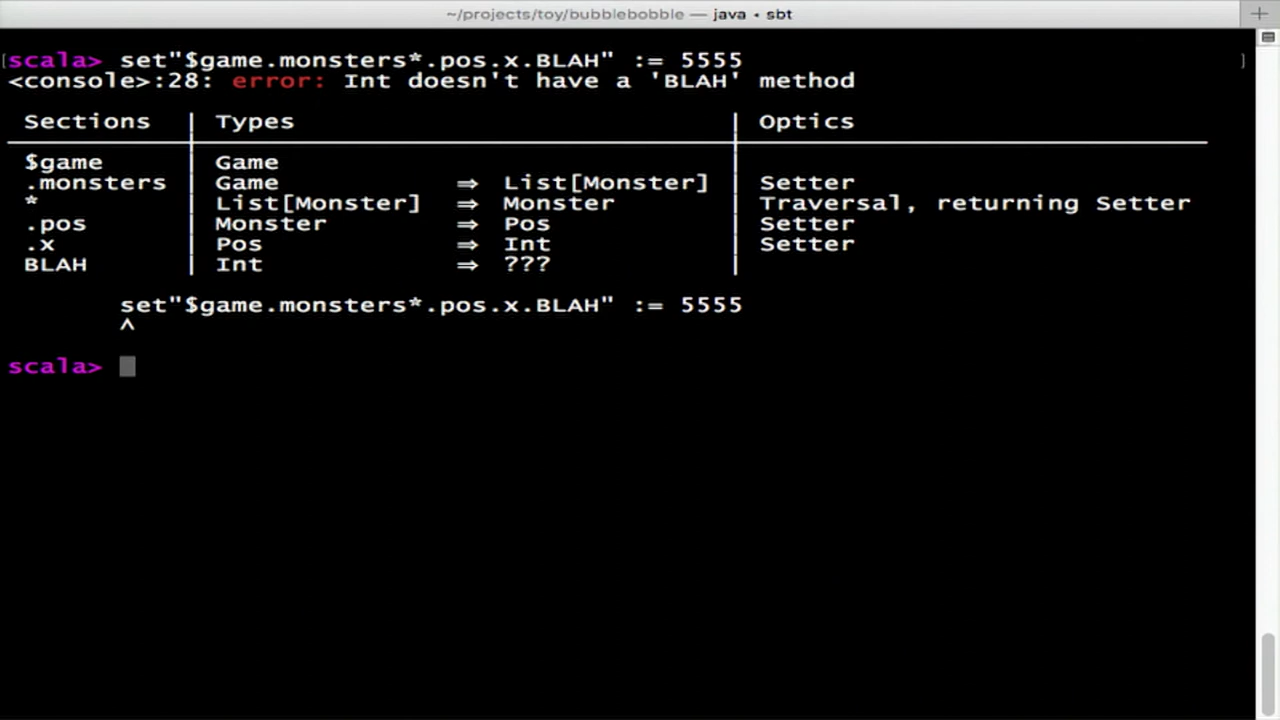 ~/projects/toy/bubblebobble — java • sbt
scala> set"$game.monsters*.pos.x.BLAH" := 5555
<console>:28: error: Int doesn't have a 'BLAH' method
Sections | Types | Optics
$game | Game |
.monsters | Game ⇒ List[Monster] | Setter
* | List[Monster] ⇒ Monster | Traversal, returning Setter
.pos | Monster ⇒ Pos | Setter
.x | Pos ⇒ Int | Setter
BLAH | Int ⇒ ??? |
set"$game.monsters*.pos.x.BLAH" := 5555
^
scala>